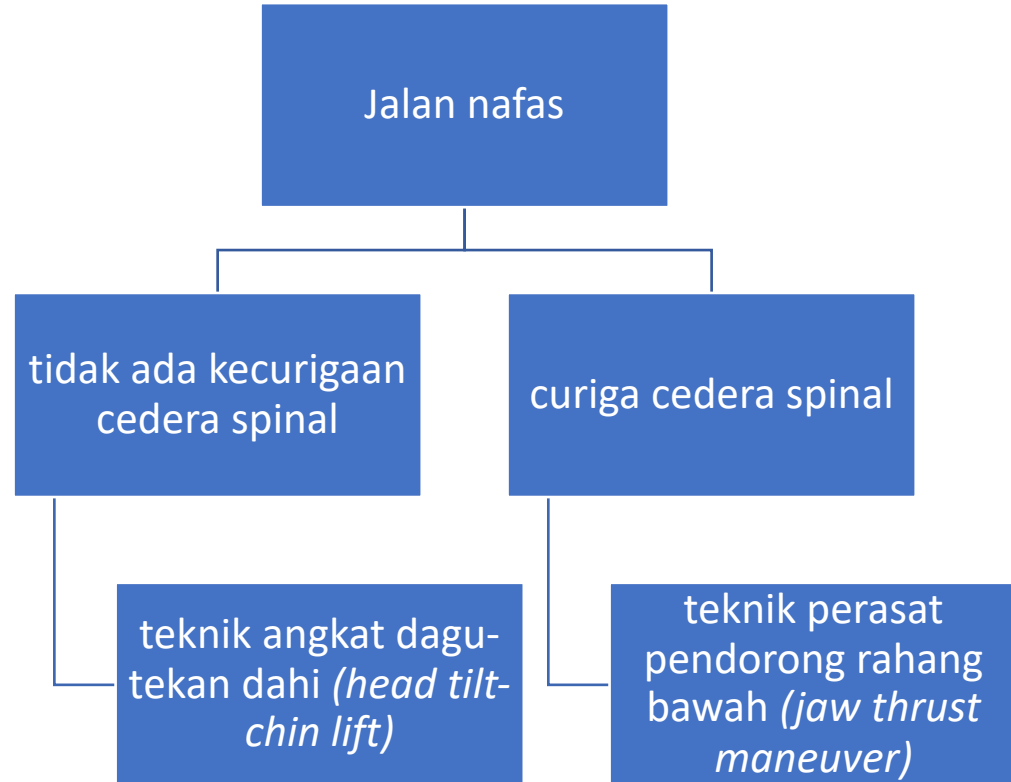 Jalan nafas
tidak ada kecurigaan
cedera spinal
curiga cedera spinal
teknik angkat dagu-
tekan dahi (head tilt-
chin lift)
teknik perasat
pendorong rahang
bawah (jaw thrust
maneuver)